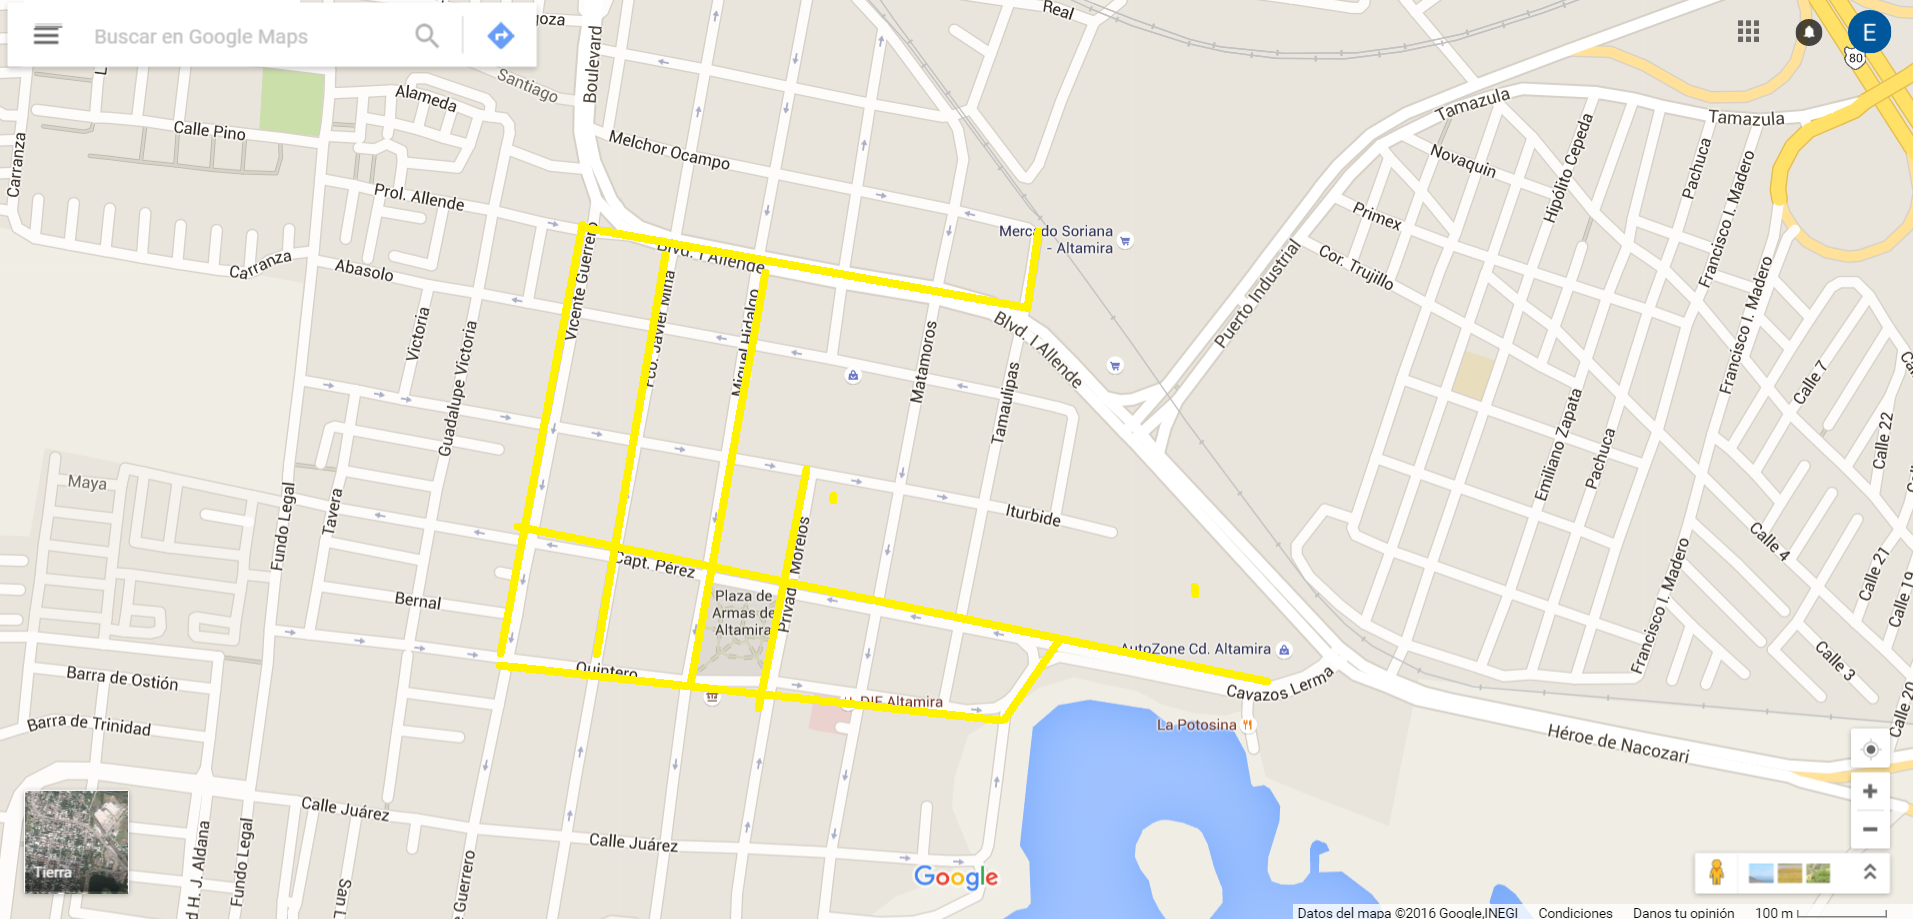 Buscar en Google Maps
goza
Real
E
80
Boulevard
Santiago
Alameda
Calle Pino
Carranza
Melchor Ocampo
Tamazula
Tamazula
Novaquin
Hipólito Cepeda
Pachuca
Francisco I. Madero
Prol. Allende
Primex
Mercado Soriana
- Altamira
Cor. Trujillo
Puerto Industrial
Carranza
Abasolo
Vicente Guerrero
Blvd. I Allende
Fco. Javier Mina
Miguel Hidalgo
Francisco I. Madero
Victoria
Guadalupe Victoria
Matamoros
Blvd. I Allende
Tamaulipas
Calle 7
Calle 22
Emiliano Zapata
Pachuca
Maya
Fundo Legal
Tavera
Iturbide
Calle 4
Calle 21
Calle 19
Capt. Pérez
Privad Morelos
Plaza de
Armas de
Altamira
Bernal
Francisco I. Madero
AutoZone Cd. Altamira
Calle 3
Quintero
Barra de Ostión
DIF Altamira
Cavazos Lerma
Calle 20
Barra de Trinidad
La Potosina
Héroe de Nacozari
Calle Juárez
Calle Juárez
d H. J. Aldana
Fundo Legal
San L
e Guerrero
Tierra
Google
Datos del mapa ©2016 Google,INEGI Condiciones Danos tu opinión 100 m